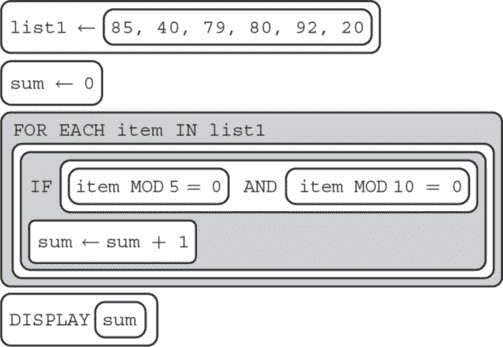 list1 ← 85, 40, 79, 80, 92, 20
sum ← 0
FOR EACH item IN list1
IF item MOD 5 = 0 AND item MOD 10 = 0
sum ← sum + 1
DISPLAY sum